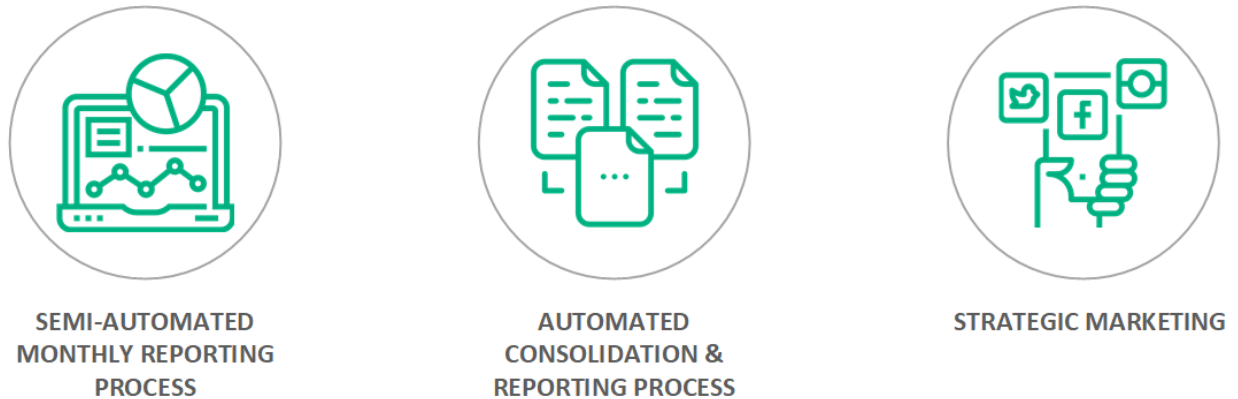 SEMI-AUTOMATED
MONTHLY REPORTING
PROCESS
AUTOMATED
CONSOLIDATION &
REPORTING PROCESS
STRATEGIC MARKETING